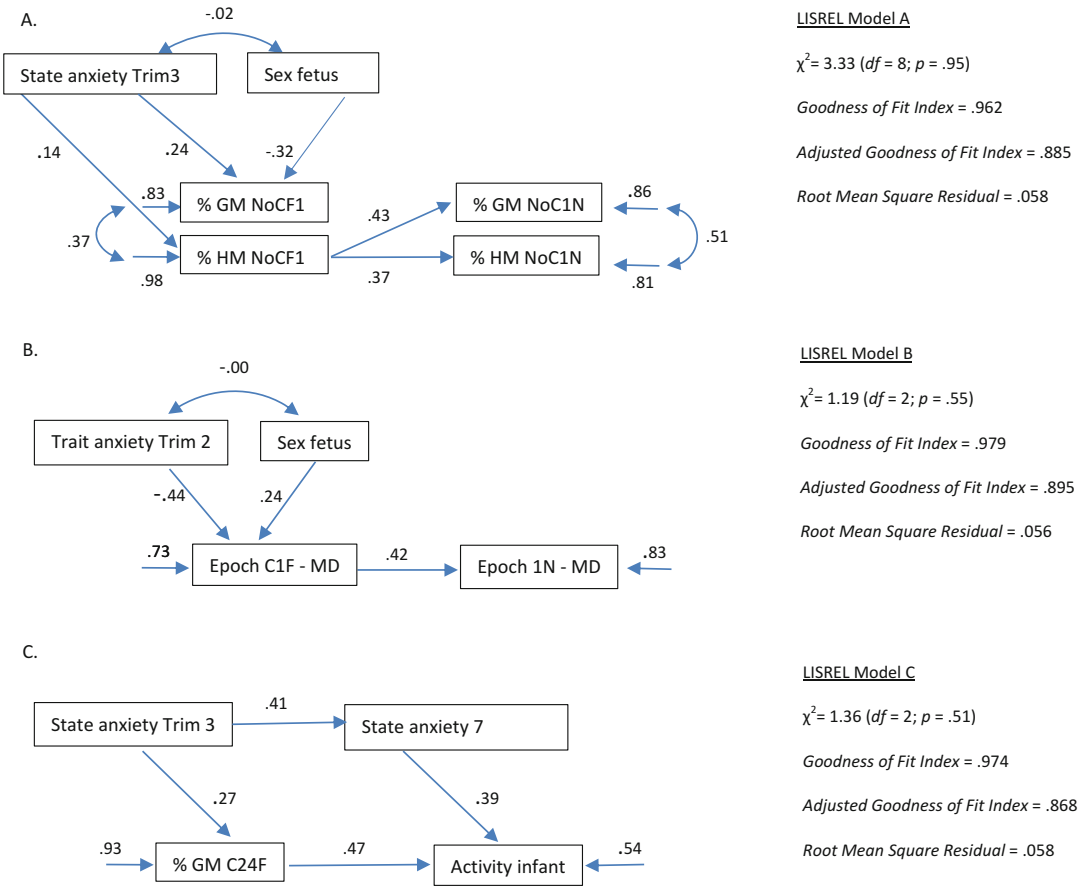 A.
-.02
State anxiety Trim3
Sex fetus
.14
.24
-.32
.83
% GM NoCF1
% GM NoC1N
.86
.43
.37
.51
% HM NoCF1
% HM NoC1N
.98
.37
.81
LISREL Model A
χ²= 3.33 (df = 8; p = .95)
Goodness of Fit Index = .962
Adjusted Goodness of Fit Index = .885
Root Mean Square Residual = .058
B.
-.00
Trait anxiety Trim 2
Sex fetus
-.44
.24
.73
Epoch C1F - MD
.42
Epoch 1N - MD
.83
LISREL Model B
χ²= 1.19 (df = 2; p = .55)
Goodness of Fit Index = .979
Adjusted Goodness of Fit Index = .895
Root Mean Square Residual = .056
C.
State anxiety Trim 3
.41
State anxiety 7
.27
.39
.93
% GM C24F
.47
Activity infant
.54
LISREL Model C
χ²= 1.36 (df = 2; p = .51)
Goodness of Fit Index = .974
Adjusted Goodness of Fit Index = .868
Root Mean Square Residual = .058